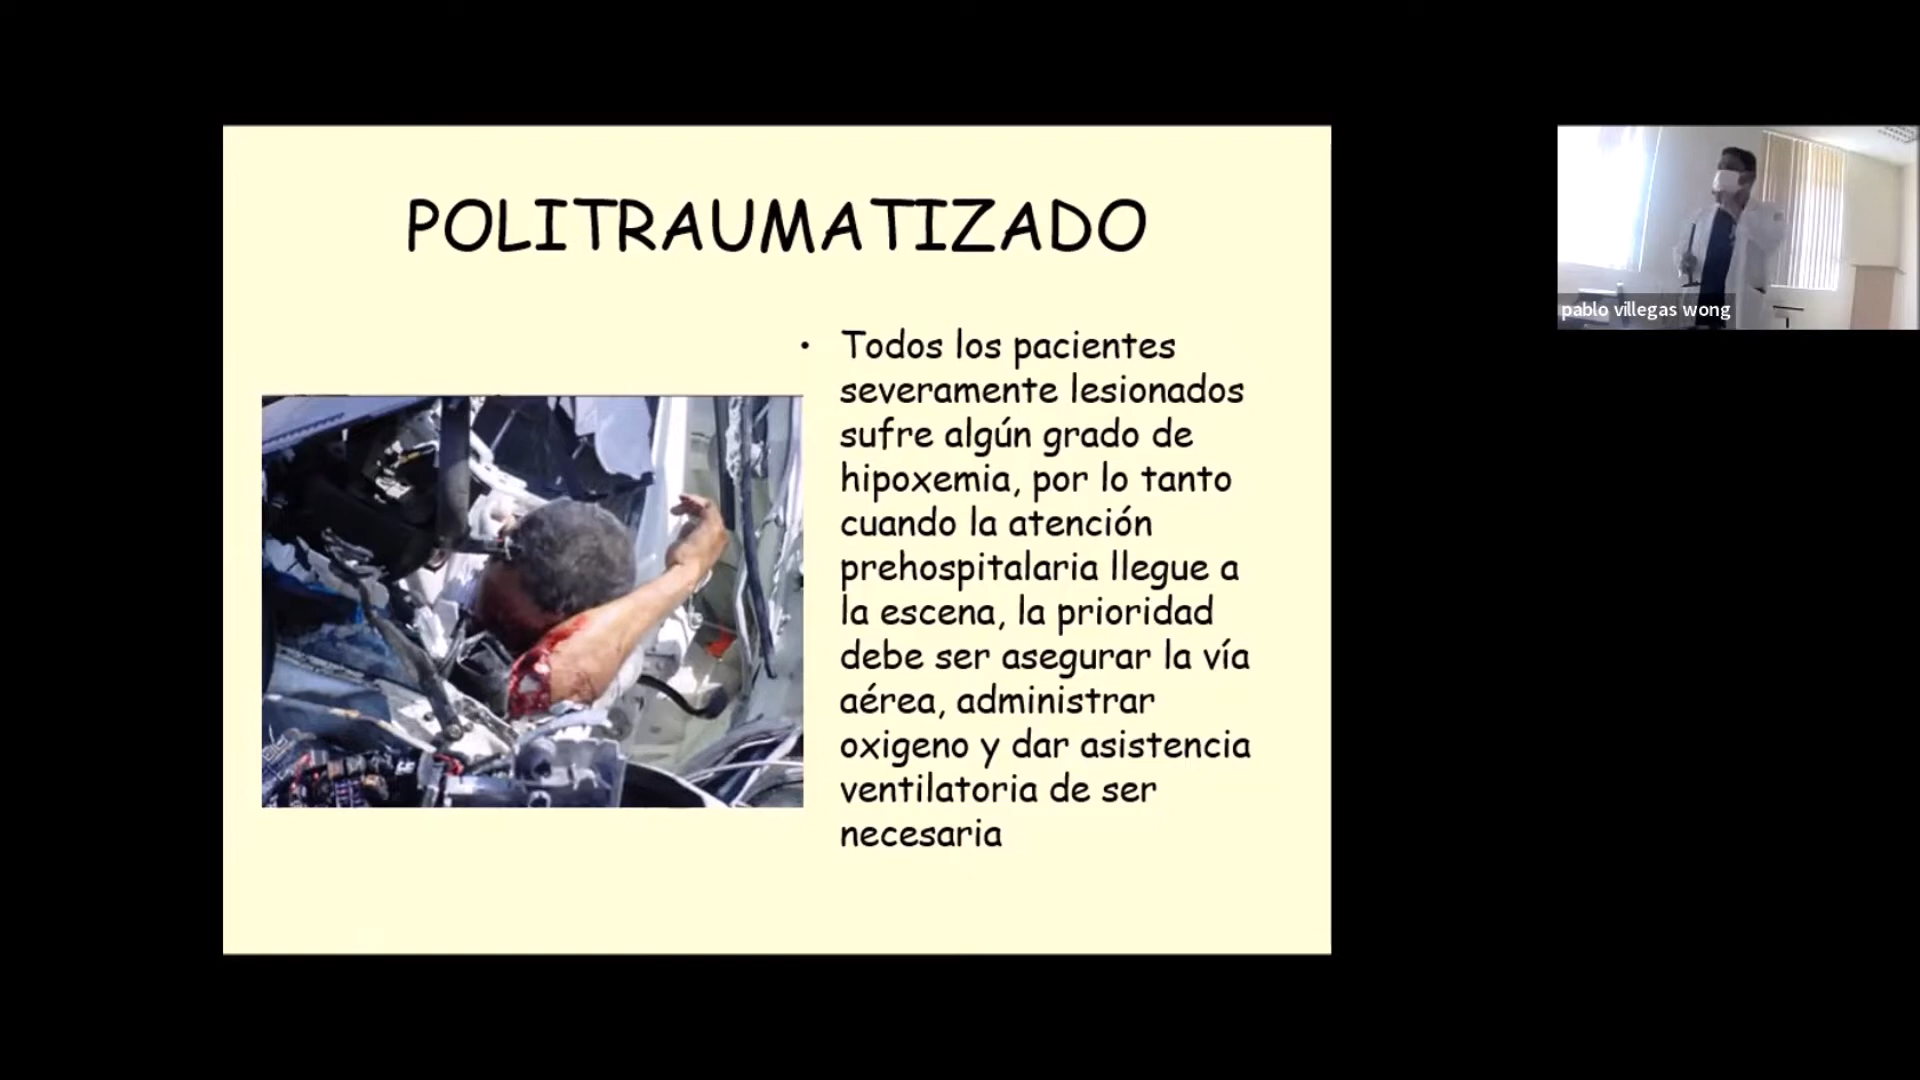 POLITRAUMATIZADO
• Todos los pacientes
severamente lesionados
sufre algún grado de
hipoxemia, por lo tanto
cuando la atención
prehospitalaria llegue a
la escena, la prioridad
debe ser asegurar la vía
aérea, administrar
oxigeno y dar asistencia
ventilatoria de ser
necesaria
pablo villegas wong